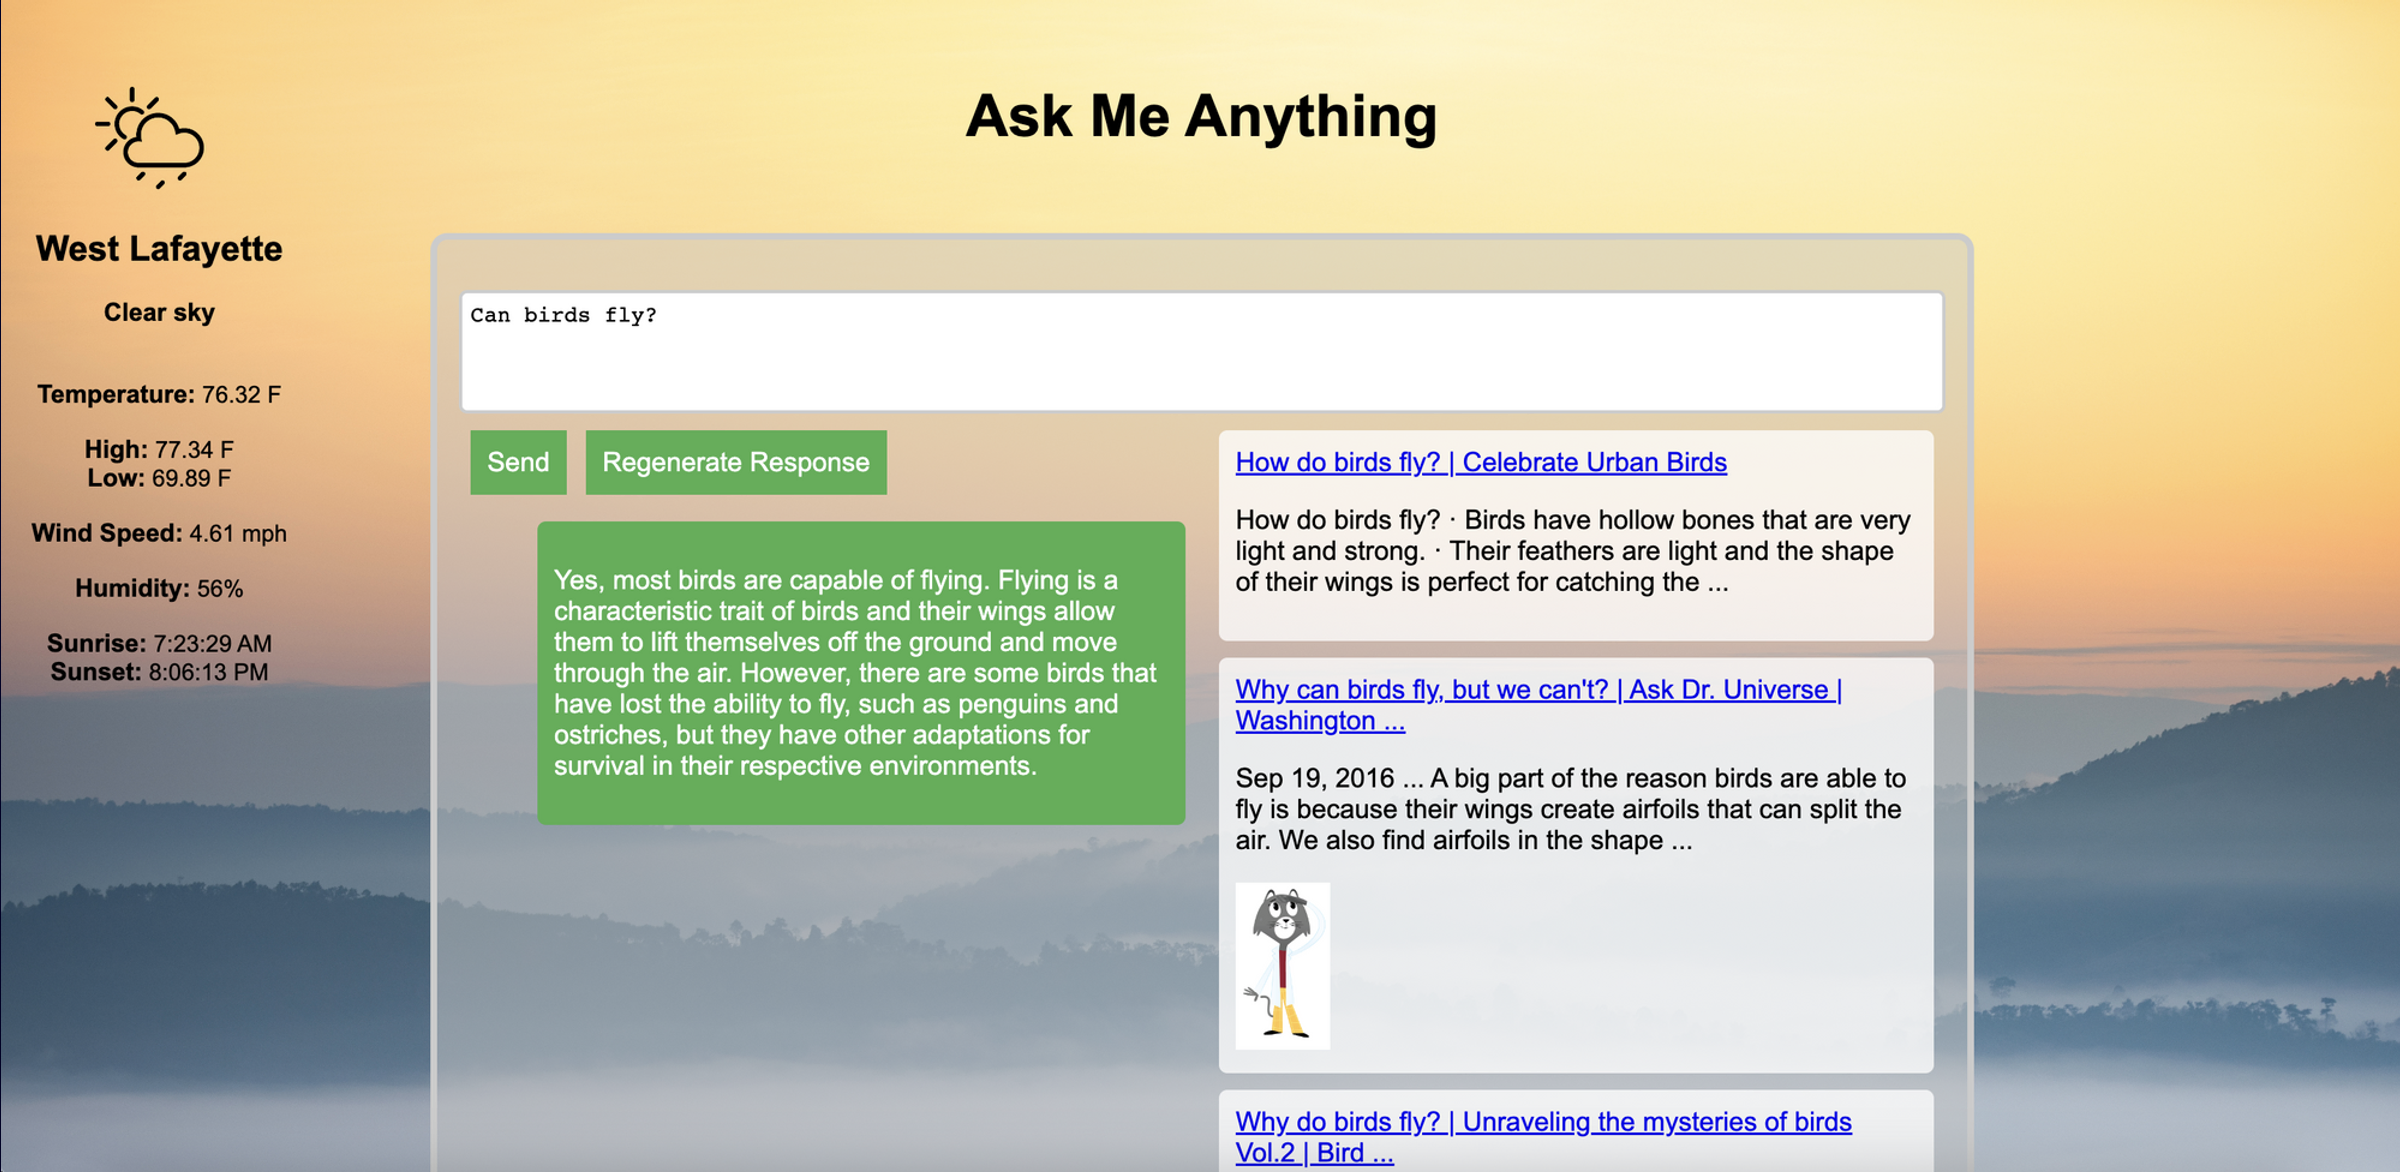 Ask Me Anything
West Lafayette
Clear sky
Temperature: 76.32 F
High: 77.34 F
Low: 69.89 F
Wind Speed: 4.61 mph
Humidity: 56%
Sunrise: 7:23:29 AM
Sunset: 8:06:13 PM
Can birds fly?
Send
Regenerate Response
Yes, most birds are capable of flying. Flying is a
characteristic trait of birds and their wings allow
them to lift themselves off the ground and move
through the air. However, there are some birds that
have lost the ability to fly, such as penguins and
ostriches, but they have other adaptations for
survival in their respective environments.
How do birds fly? | Celebrate Urban Birds
How do birds fly? · Birds have hollow bones that are very
light and strong. · Their feathers are light and the shape
of their wings is perfect for catching the ...
Why can birds fly, but we can't? | Ask Dr. Universe |
Washington ...
Sep 19, 2016 ... A big part of the reason birds are able to
fly is because their wings create airfoils that can split the
air. We also find airfoils in the shape ...
Why do birds fly? | Unraveling the mysteries of birds
Vol.2 | Bird ...